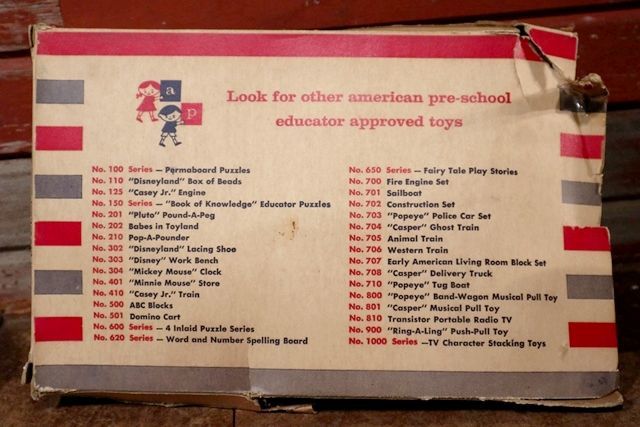 a
p
Look for other american pre-school
educator approved toys
No. 100 Series — Permaboard Puzzles
No. 110 "Disneyland" Box of Beads
No. 125 "Casey Jr." Engine
No. 150 Series — "Book of Knowledge" Educator Puzzles
No. 201 "Pluto" Pound-A-Peg
No. 202 Babes in Toyland
No. 210 Pop-A-Pounder
No. 302 "Disneyland" Lacing Shoe
No. 303 "Disney" Work Bench
No. 304 "Mickey Mouse" Clock
No. 401 "Minnie Mouse" Store
No. 410 "Casey Jr." Train
No. 500 ABC Blocks
No. 501 Domino Cart
No. 600 Series — 4 Inlaid Puzzle Series
No. 620 Series — Word and Number Spelling Board
No. 650 Series — Fairy Tale Play Stories
No. 700 Fire Engine Set
No. 701 Sailboat
No. 702 Construction Set
No. 703 "Popeye" Police Car Set
No. 704 "Casper" Ghost Train
No. 705 Animal Train
No. 706 Western Train
No. 707 Early American Living Room Block Set
No. 708 "Casper" Delivery Truck
No. 710 "Popeye" Tug Boat
No. 800 "Popeye" Band-Wagon Musical Pull Toy
No. 801 "Casper" Musical Pull Toy
No. 810 Transistor Portable Radio TV
No. 900 "Ring-A-Ling" Push-Pull Toy
No. 1000 Series —TV Character Stacking Toys